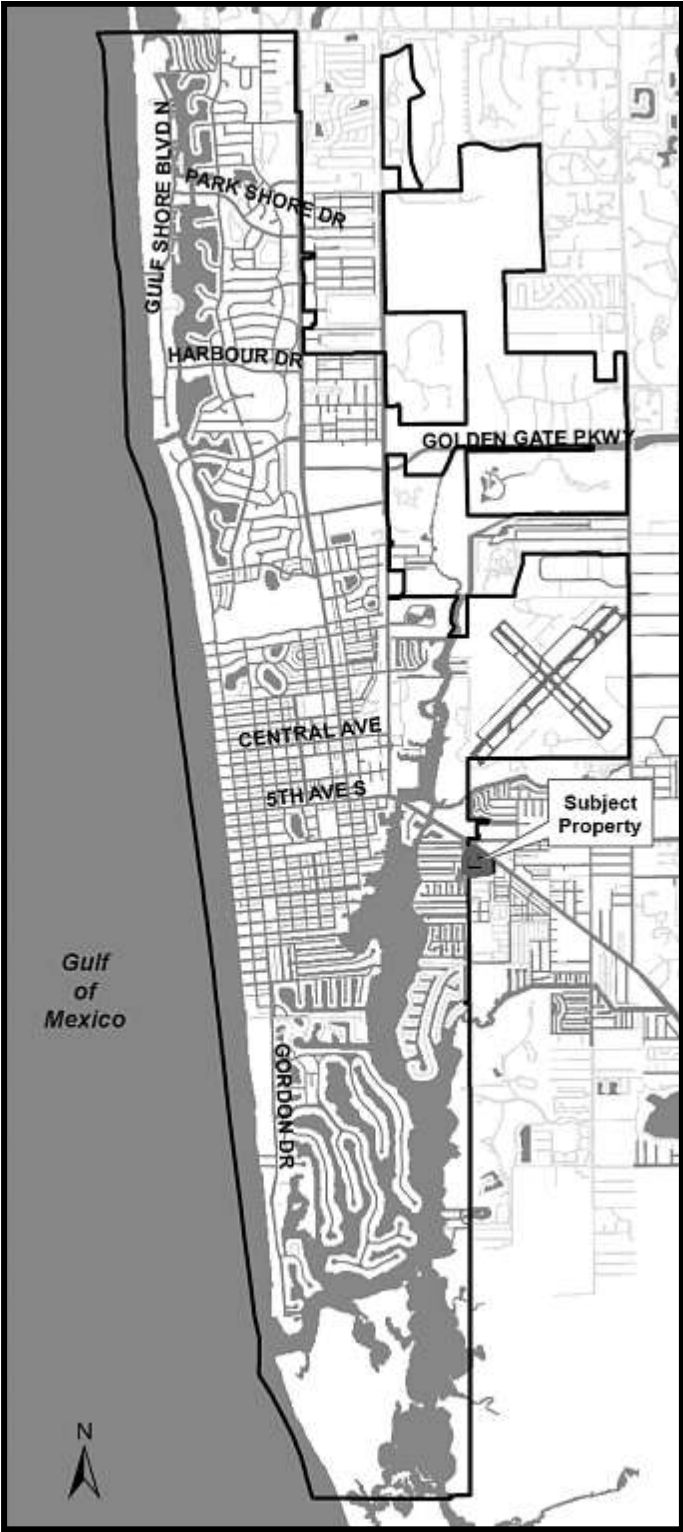 GULF SHORE BLVD N
PARK SHORE DR
HARBOUR DR
GOLDEN GATE PKWY
CENTRAL AVE
5TH AVE S
Subject
Property
Gulf
of
Mexico
GORDON DR
N